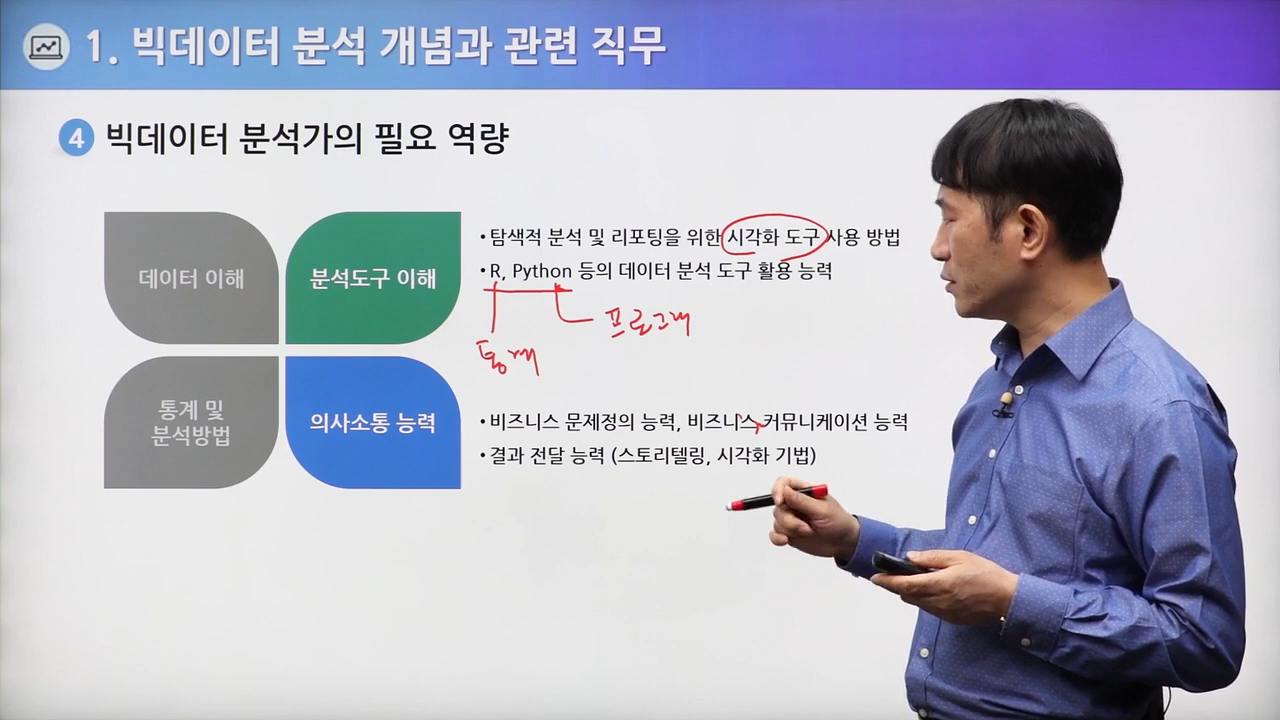 1. 빅데이터 분석 개념과 관련 직무
4 빅데이터 분석가의 필요 역량
데이터 이해
분석도구 이해
• 탐색적 분석 및 리포팅을 위한 시각화 도구 사용 방법
• R, Python 등의 데이터 분석 도구 활용 능력
프로그래
통계
통계 및
분석방법
의사소통 능력
• 비즈니스 문제정의 능력, 비즈니스 커뮤니케이션 능력
• 결과 전달 능력 (스토리텔링, 시각화 기법)